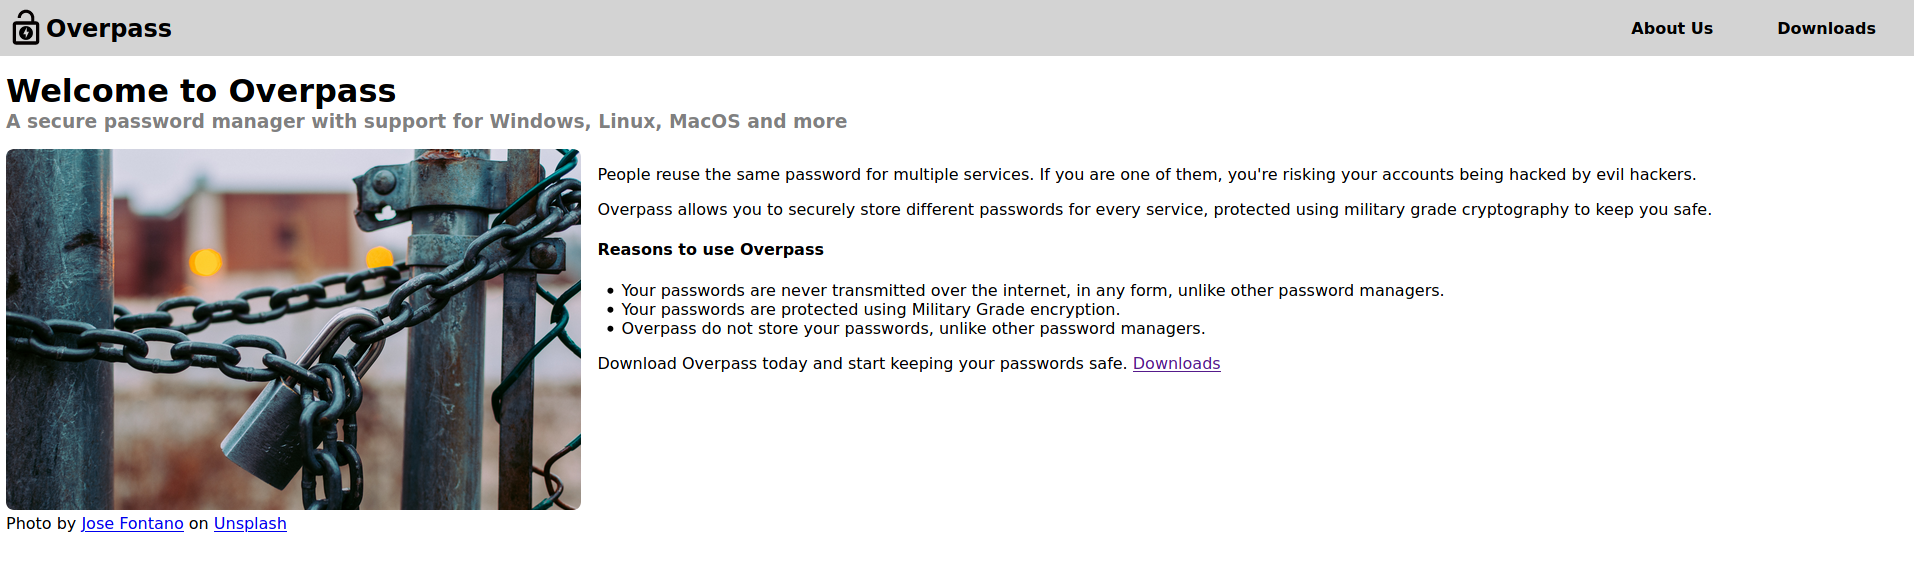 Overpass
About Us
Downloads
Welcome to Overpass
A secure password manager with support for Windows, Linux, MacOS and more
People reuse the same password for multiple services. If you are one of them, you're risking your accounts being hacked by evil hackers.
Overpass allows you to securely store different passwords for every service, protected using military grade cryptography to keep you safe.
Reasons to use Overpass
• Your passwords are never transmitted over the internet, in any form, unlike other password managers.
• Your passwords are protected using Military Grade encryption.
• Overpass do not store your passwords, unlike other password managers.
Download Overpass today and start keeping your passwords safe. Downloads
Photo by Jose Fontano on Unsplash